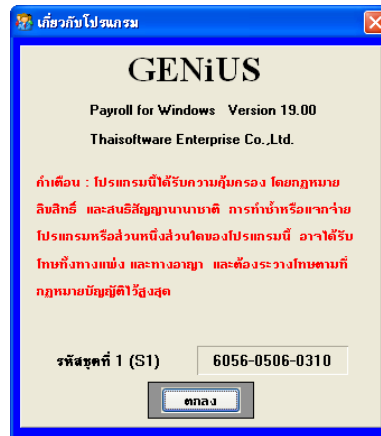 เกี่ยวกับโปรแกรม
GENiUS
Payroll for Windows Version 19.00
Thaisoftware Enterprise Co.,Ltd.
คำเตือน : โปรแกรมนี้ได้รับความคุ้มครอง โดยกฎหมาย
ลิขสิทธิ์ และสนธิสัญญานานาชาติ การทำซ้ำหรือแจกจ่าย
โปรแกรมหรือส่วนหนึ่งส่วนใดของโปรแกรมนี้ อาจได้รับ
โทษทั้งทางแพ่ง และทางอาญา และต้องระวางโทษตามที่
กฎหมายบัญญัติไว้สูงสุด
รหัสชุดที่ 1 (S1) 6056-0506-0310
ตกลง